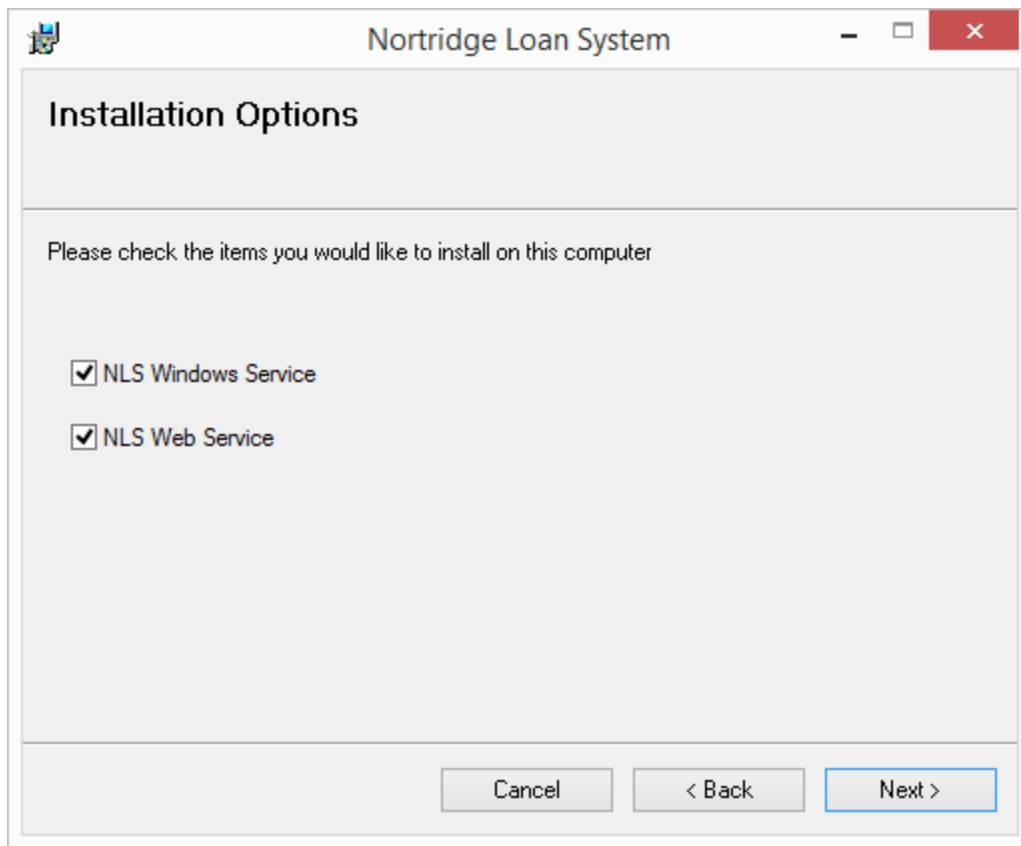 Nortridge Loan System
Installation Options
Please check the items you would like to install on this computer
NLS Windows Service
NLS Web Service
Cancel
< Back
Next >